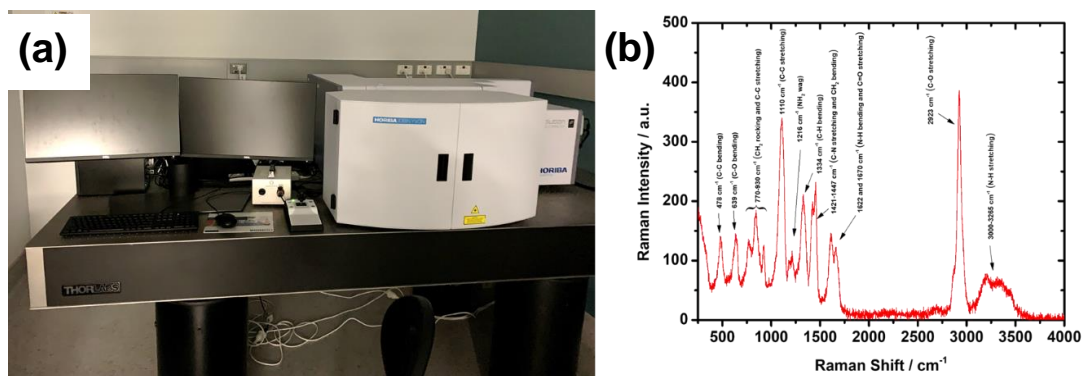 (a)
HORIBA
HORIBA
THORLABS
(b)
Raman Intensity / a.u.
500
400
300
200
100
0
478 cm⁻¹ (C-C bending)
639 cm⁻¹ (C-O bending)
770-930 cm⁻¹ (CH₂ rocking and C-C stretching)
1110 cm⁻¹ (C-C stretching)
1216 cm⁻¹ (NH₂ wag)
1334 cm⁻¹ (C-H bending)
1421-1447 cm⁻¹ (C-N stretching and CH₂ bending)
1622 and 1670 cm⁻¹ (N-H bending and C=O stretching)
2923 cm⁻¹ (C-O stretching)
3000-3265 cm⁻¹ (N-H stretching)
500 1000 1500 2000 2500 3000 3500 4000
Raman Shift / cm⁻¹